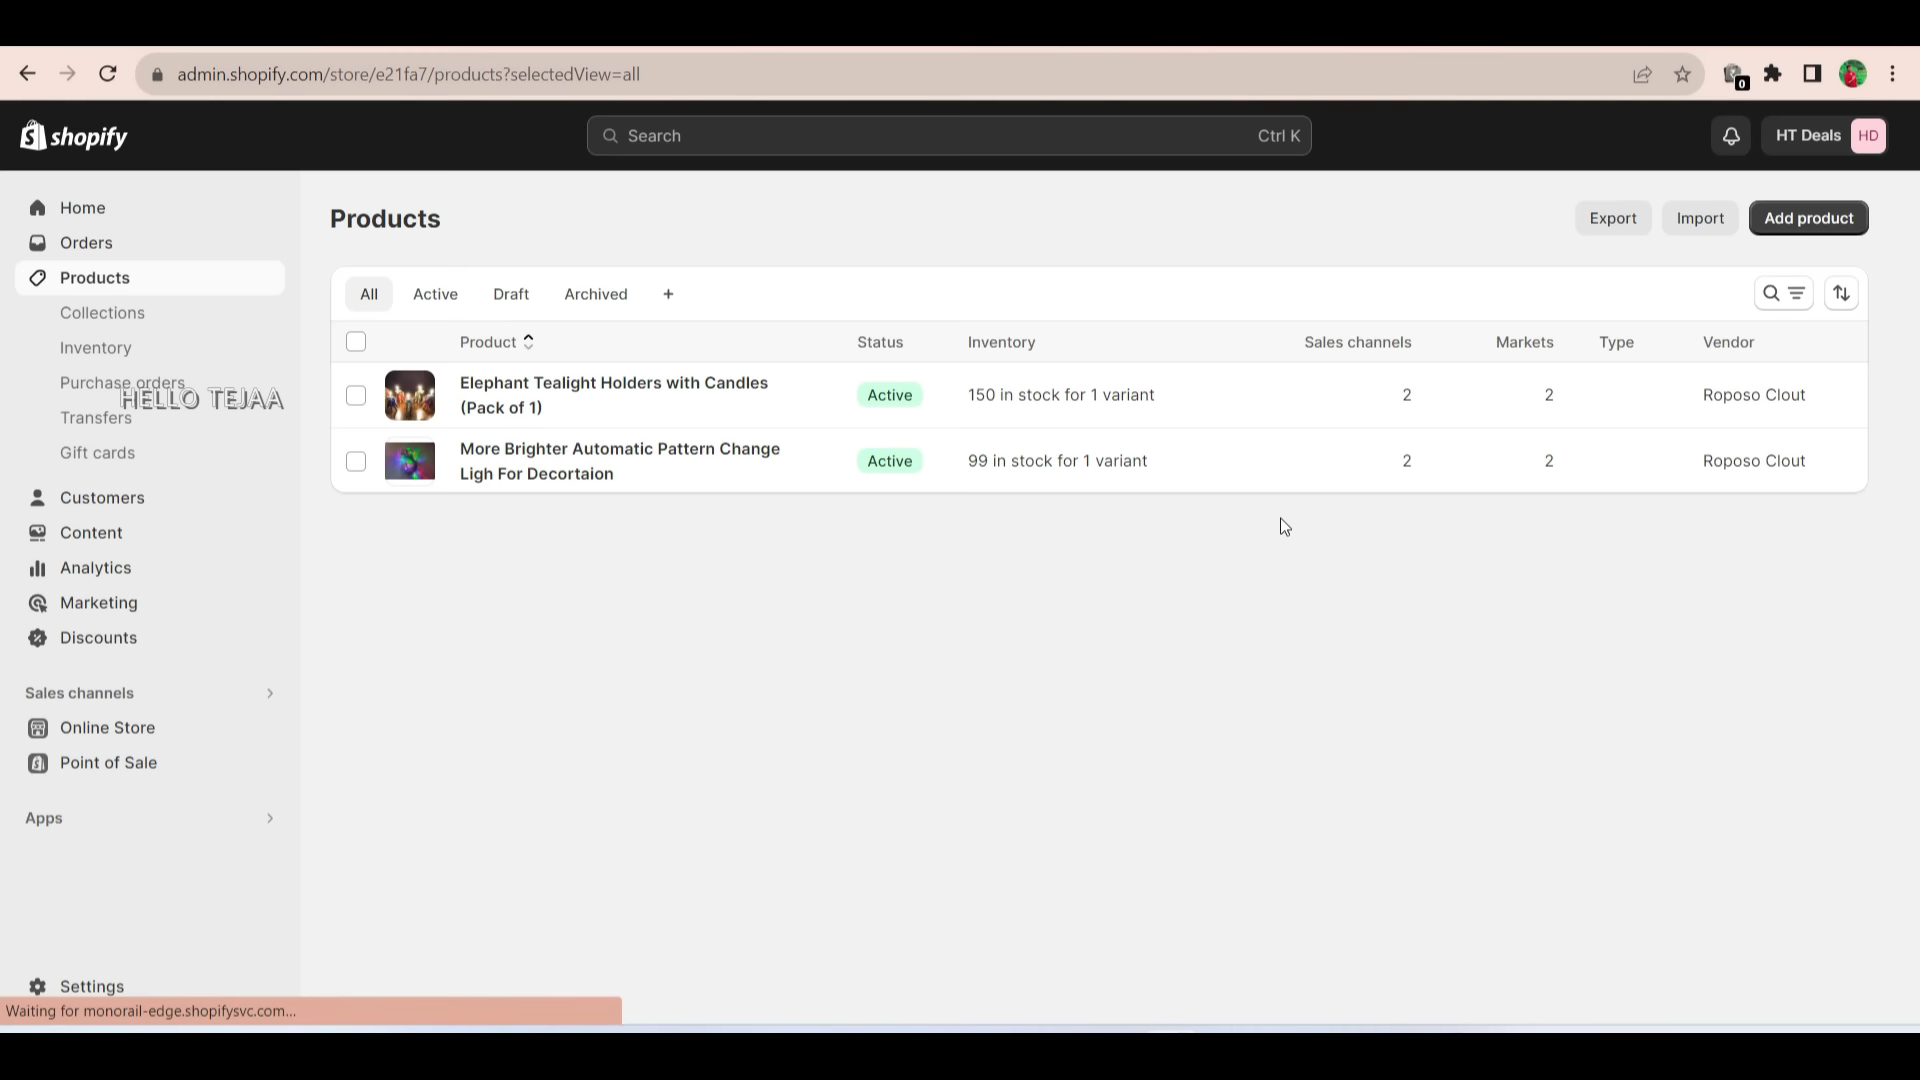 admin.shopify.com/store/e21fa7/products?selectedView=all
0
shopify
Search
Ctrl K
HT Deals
HD
Home
Orders
Products
Collections
Inventory
Purchase orders
HELLO TEJAA
Transfers
Gift cards
Customers
Content
Analytics
Marketing
Discounts
Sales channels
Online Store
Point of Sale
Apps
Settings
Waiting for monorail-edge.shopifysvc.com...
Products
Export
Import
Add product
All
Active
Draft
Archived
+
Product
Status
Inventory
Sales channels
Markets
Type
Vendor
Elephant Tealight Holders with Candles
(Pack of 1)
Active
150 in stock for 1 variant
2
2
Roposo Clout
More Brighter Automatic Pattern Change
Ligh For Decortaion
Active
99 in stock for 1 variant
2
2
Roposo Clout